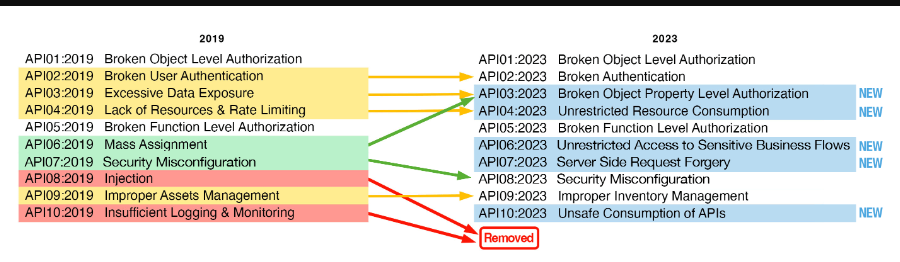 2019
API01:2019 Broken Object Level Authorization
API02:2019 Broken User Authentication
API03:2019 Excessive Data Exposure
API04:2019 Lack of Resources & Rate Limiting
API05:2019 Broken Function Level Authorization
API06:2019 Mass Assignment
API07:2019 Security Misconfiguration
API08:2019 Injection
API09:2019 Improper Assets Management
API10:2019 Insufficient Logging & Monitoring
2023
API01:2023 Broken Object Level Authorization
API02:2023 Broken Authentication
API03:2023 Broken Object Property Level Authorization NEW
API04:2023 Unrestricted Resource Consumption NEW
API05:2023 Broken Function Level Authorization
API06:2023 Unrestricted Access to Sensitive Business Flows NEW
API07:2023 Server Side Request Forgery NEW
API08:2023 Security Misconfiguration
API09:2023 Improper Inventory Management
API10:2023 Unsafe Consumption of APIs NEW
Removed